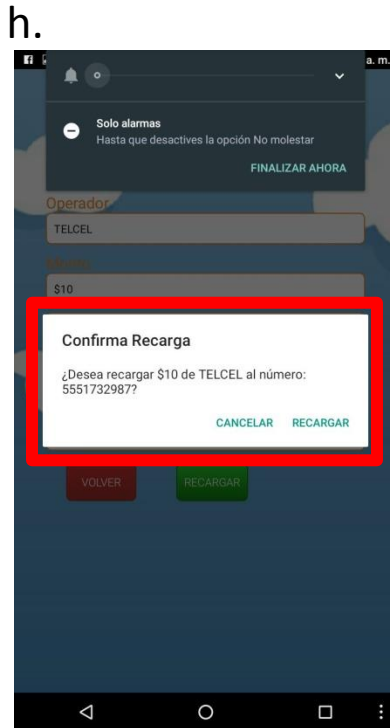 h.
a. m.
Solo alarmas
Hasta que desactives la opción No molestar
FINALIZAR AHORA
Operador
TELCEL
Monto
$10
Confirma Recarga
¿Desea recargar $10 de TELCEL al número:
5551732987?
CANCELAR RECARGAR
VOLVER RECARGAR